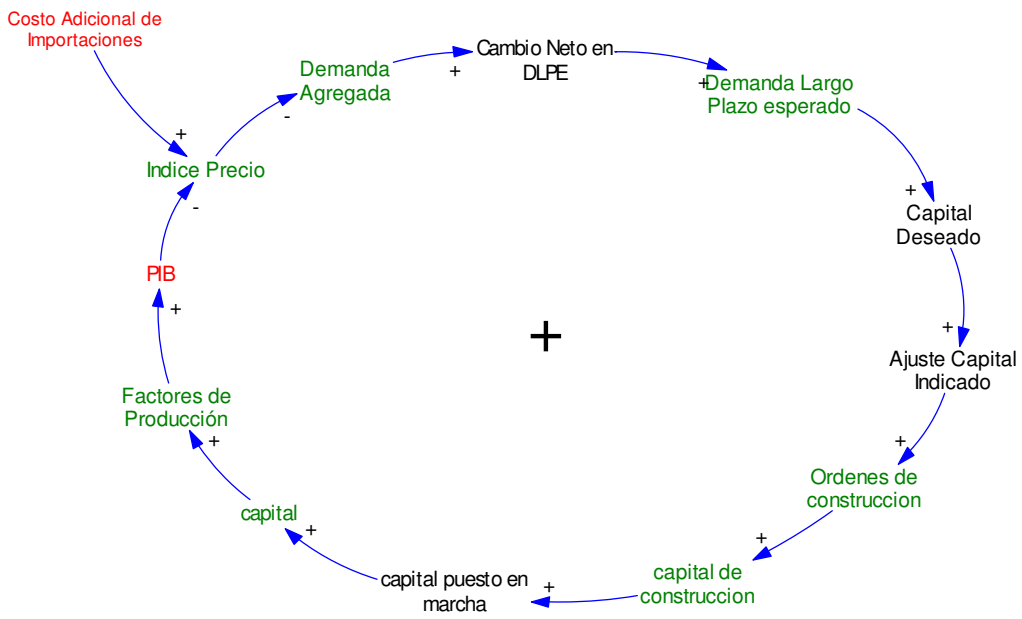 Costo Adicional de
Importaciones
+
Indice Precio
-
Demanda
Agregada
+
Cambio Neto en
DLPE
+
Demanda Largo
Plazo esperado
+
Capital
Deseado
+
Ajuste Capital
Indicado
+
Ordenes de
construccion
+
capital de
construccion
+
capital puesto en
marcha
+
capital
+
Factores de
Producción
+
PIB
-
+